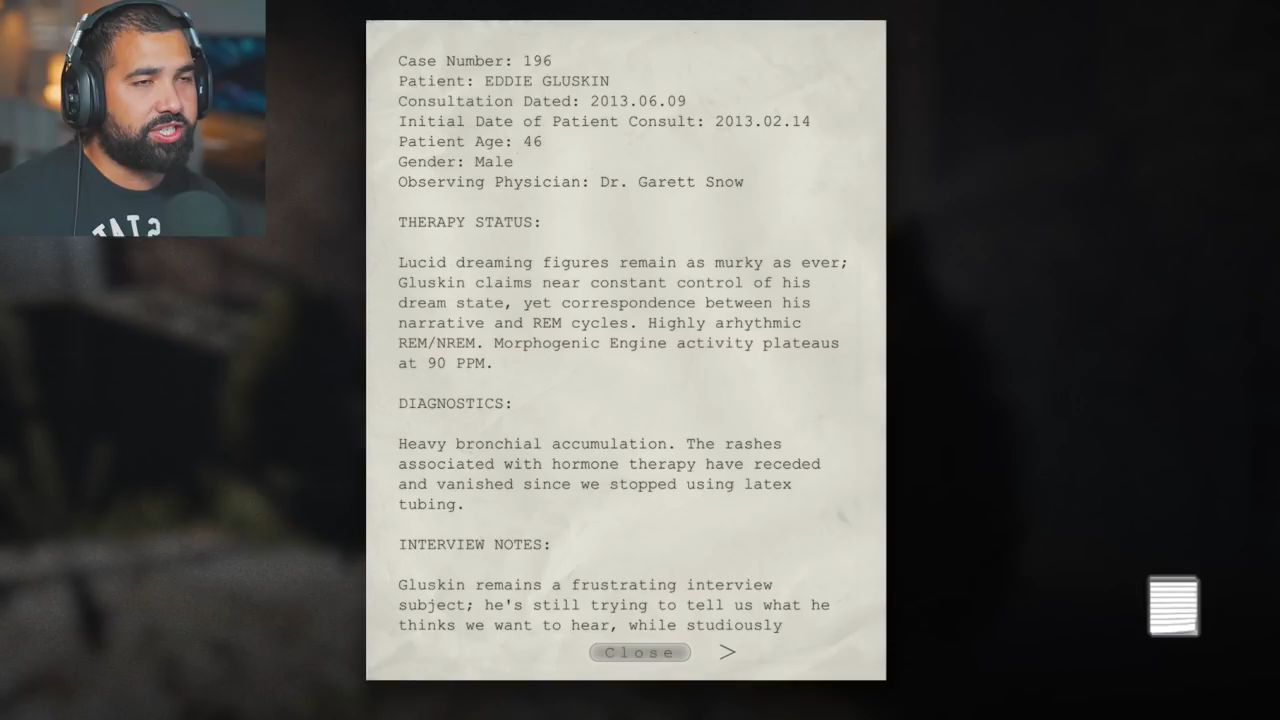 Case Number: 196
Patient: EDDIE GLUSKIN
Consultation Dated: 2013.06.09
Initial Date of Patient Consult: 2013.02.14
Patient Age: 46
Gender: Male
Observing Physician: Dr. Garett Snow
THERAPY STATUS:
Lucid dreaming figures remain as murky as ever;
Gluskin claims near constant control of his
dream state, yet correspondence between his
narrative and REM cycles. Highly arhythmic
REM/NREM. Morphogenic Engine activity plateaus
at 90 PPM.
DIAGNOSTICS:
Heavy bronchial accumulation. The rashes
associated with hormone therapy have receded
and vanished since we stopped using latex
tubing.
INTERVIEW NOTES:
Gluskin remains a frustrating interview
subject; he's still trying to tell us what he
thinks we want to hear, while studiously
Close >